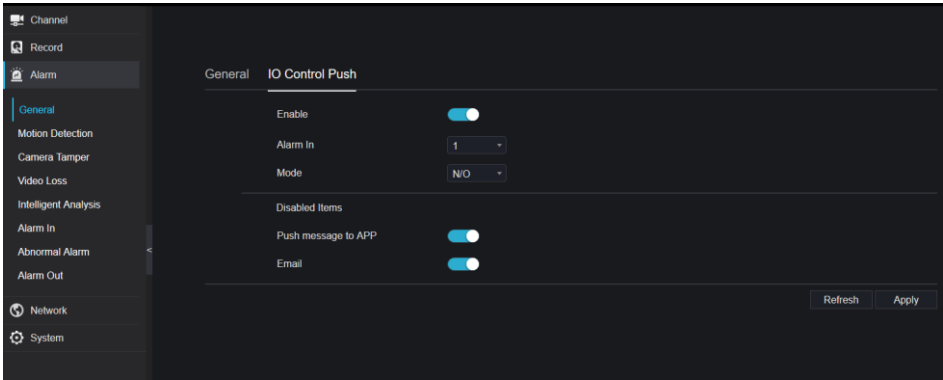 Channel
Record
Alarm
General
Motion Detection
Camera Tamper
Video Loss
Intelligent Analysis
Alarm In
Abnormal Alarm
Alarm Out
Network
System
<
General IO Control Push
Enable
Alarm In 1
Mode N/O
Disabled Items
Push message to APP
Email
Refresh Apply